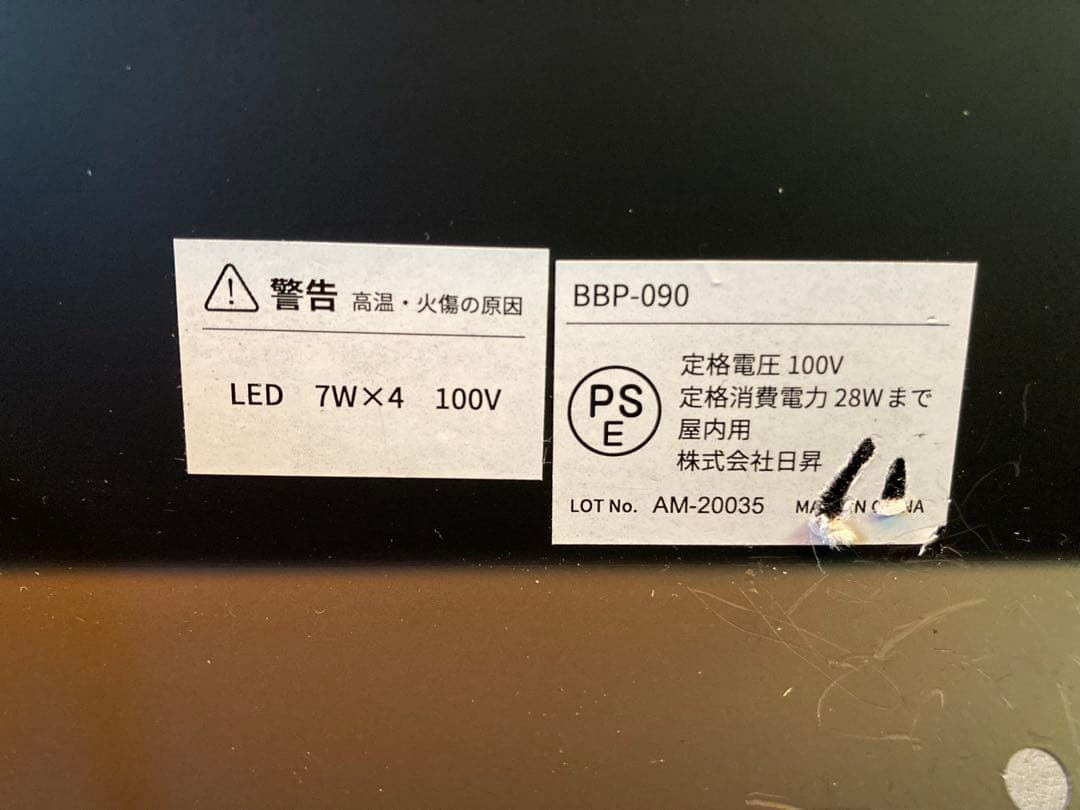 警告 高温・火傷の原因
LED 7W×4 100V
BBP-090
PS
E
定格電圧 100V
定格消費電力 28Wまで
屋内用
株式会社日昇
LOT No. AM-20035